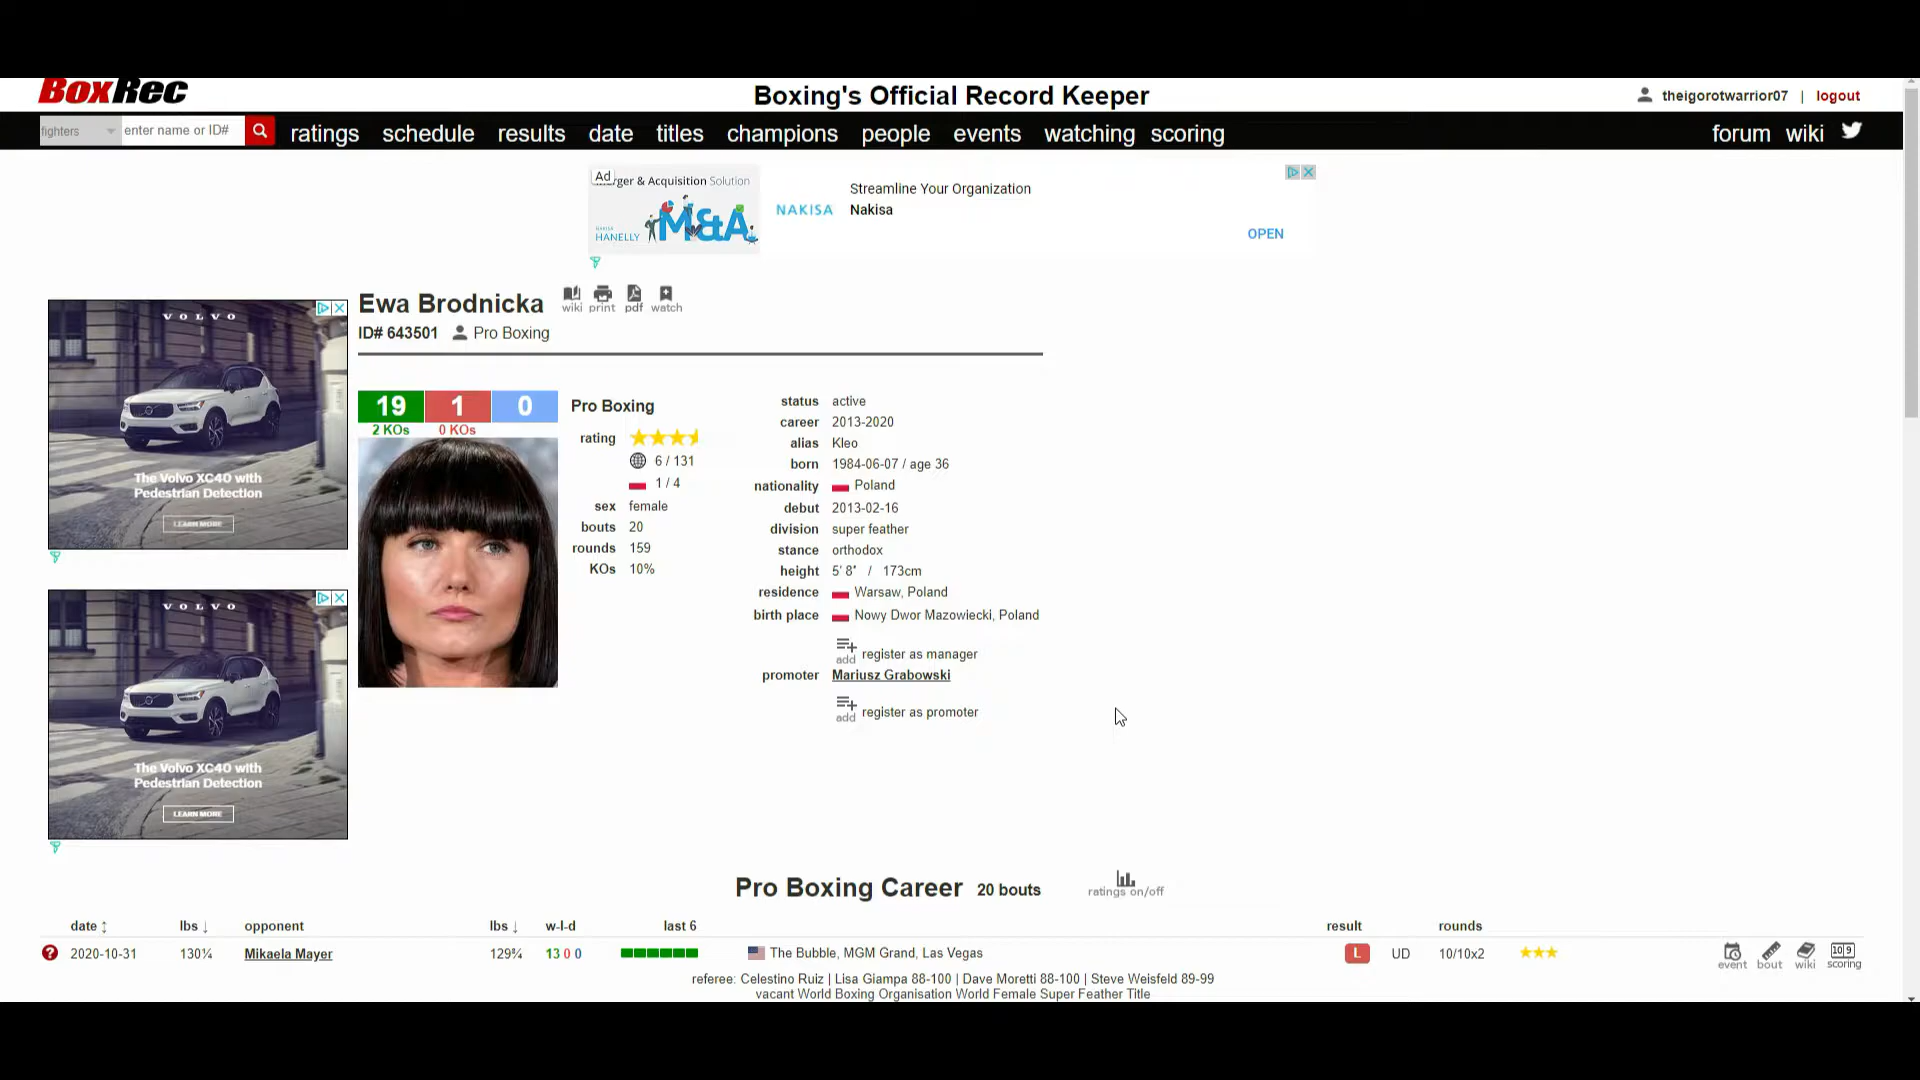 BoxRec
Boxing's Official Record Keeper
theigorotwarrior07 | logout
fighters enter name or ID# ratings schedule results date titles champions people events watching scoring forum wiki
Ad
rger & Acquisition Solution
M&A
HANELLY
NAKISA
Streamline Your Organization
Nakisa
OPEN
Ewa Brodnicka
wiki print pdf watch
ID# 643501 Pro Boxing
VOLVO
The Volvo XC40 with
Pedestrian Detection
LEARN MORE
VOLVO
The Volvo XC40 with
Pedestrian Detection
LEARN MORE
19 1 0
2 KOs 0 KOs
Pro Boxing
rating
6 / 131
1 / 4
sex female
bouts 20
rounds 159
KOs 10%
status active
career 2013-2020
alias Kleo
born 1984-06-07 / age 36
nationality Poland
debut 2013-02-16
division super feather
stance orthodox
height 5' 8" / 173cm
residence Warsaw, Poland
birth place Nowy Dwor Mazowiecki, Poland
add register as manager
promoter Mariusz Grabowski
add register as promoter
Pro Boxing Career 20 bouts ratings on/off
date lbs opponent lbs w-l-d last 6 result rounds
2020-10-31 130¼ Mikaela Mayer 129¾ 13 0 0 The Bubble, MGM Grand, Las Vegas L UD 10/10x2 event bout wiki scoring
referee: Celestino Ruiz | Lisa Giampa 88-100 | Dave Moretti 88-100 | Steve Weisfeld 89-99
vacant World Boxing Organisation World Female Super Feather Title